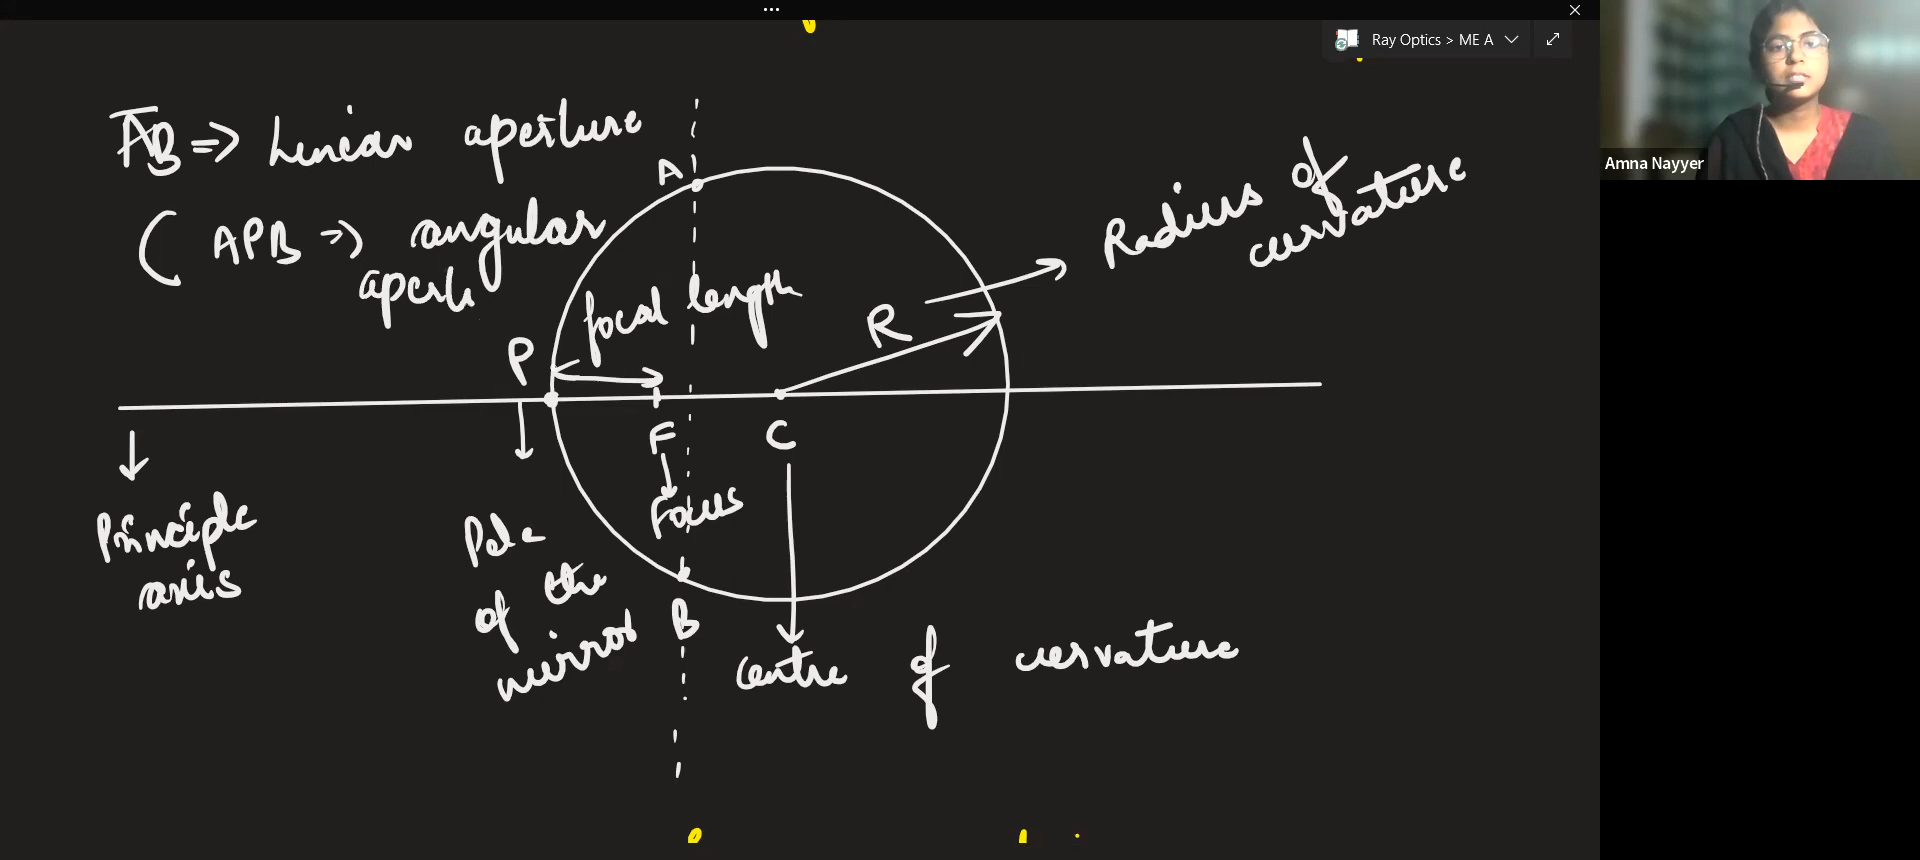 Ray Optics > ME A
Amna Nayyer
AB => Linear aperture
( APB => angular
apert
focal length
Radius of
curvature
A
R
P
F
C
Focus
Principle
axis
Pole
of the
mirror
B
centre of curvature